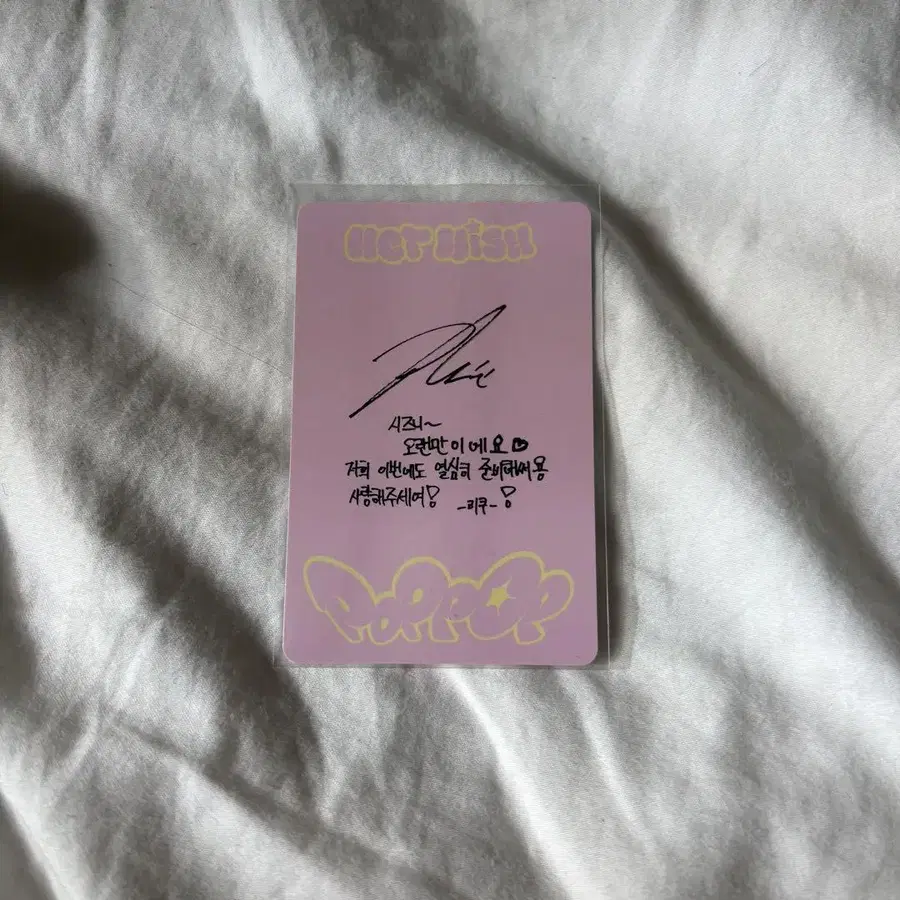 NCT WISH
시즈니~
오랜만이에요♡
저희 이번에도 열심히 준비해써용
사랑해주세여!
-리쿠- !
POPPOP